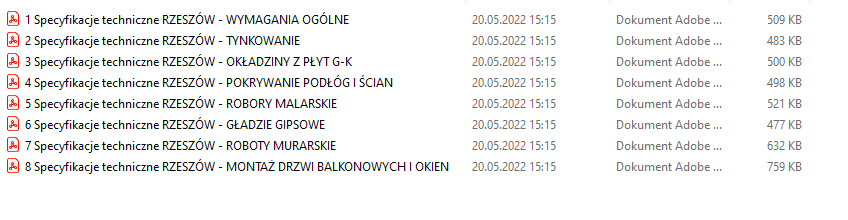 1 Specyfikacje techniczne RZESZÓW - WYMAGANIA OGÓLNE 20.05.2022 15:15 Dokument Adobe ... 509 KB
2 Specyfikacje techniczne RZESZÓW - TYNKOWANIE 20.05.2022 15:15 Dokument Adobe ... 483 KB
3 Specyfikacje techniczne RZESZÓW - OKŁADZINY Z PŁYT G-K 20.05.2022 15:15 Dokument Adobe ... 500 KB
4 Specyfikacje techniczne RZESZÓW - POKRYWANIE PODŁÓG I ŚCIAN 20.05.2022 15:15 Dokument Adobe ... 498 KB
5 Specyfikacje techniczne RZESZÓW - ROBORY MALARSKIE 20.05.2022 15:15 Dokument Adobe ... 521 KB
6 Specyfikacje techniczne RZESZÓW - GŁADZIE GIPSOWE 20.05.2022 15:15 Dokument Adobe ... 477 KB
7 Specyfikacje techniczne RZESZÓW - ROBOTY MURARSKIE 20.05.2022 15:15 Dokument Adobe ... 632 KB
8 Specyfikacje techniczne RZESZÓW - MONTAŻ DRZWI BALKONOWYCH I OKIEN 20.05.2022 15:15 Dokument Adobe ... 759 KB